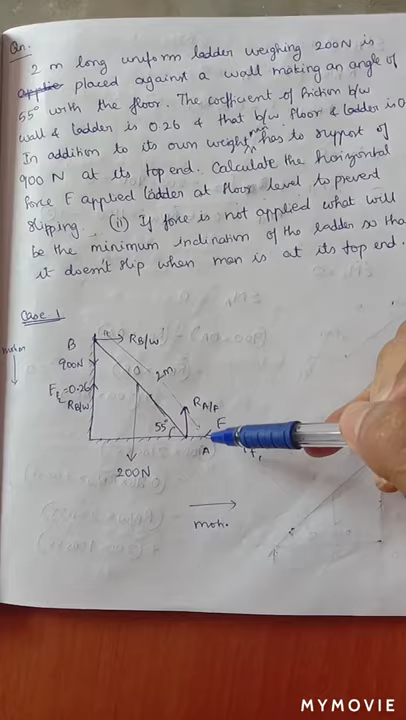 Qn.
2 m long uniform ladder weighing 200N is
placed against a wall making an angle of
55° with the floor. The coefficient of friction b/w
wall & ladder is 0.26 & that b/w floor & ladder is 0
In addition to its own weight, man has to support of
900 N at its top end. Calculate the horizontal
force F applied ladder at floor level to prevent
slipping. (ii) If force is not applied what will
be the minimum inclination of the ladder so tha
it doesn't slip when man is at its top end.
Case 1
B
RB/W
motion
900N
2m
F = 0.26
RB/W
RA/F
F
55°
A
200N
motn.
MYMOVIE